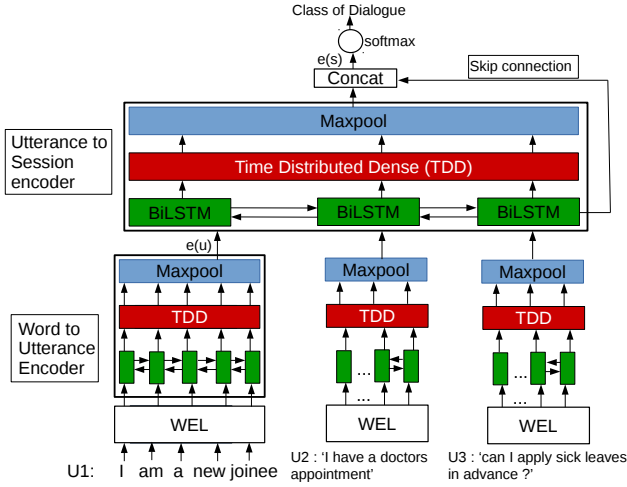 Class of Dialogue
softmax
e(s)
Concat
Skip connection
Maxpool
Utterance to
Session
encoder
Time Distributed Dense (TDD)
BiLSTM
BiLSTM
BiLSTM
e(u)
Maxpool
Maxpool
Maxpool
Word to
Utterance
Encoder
TDD
TDD
TDD
...
...
...
...
WEL
WEL
WEL
U1: I am a new joinee
U2 : 'I have a doctors
appointment'
U3 : 'can I apply sick leaves
in advance ?'